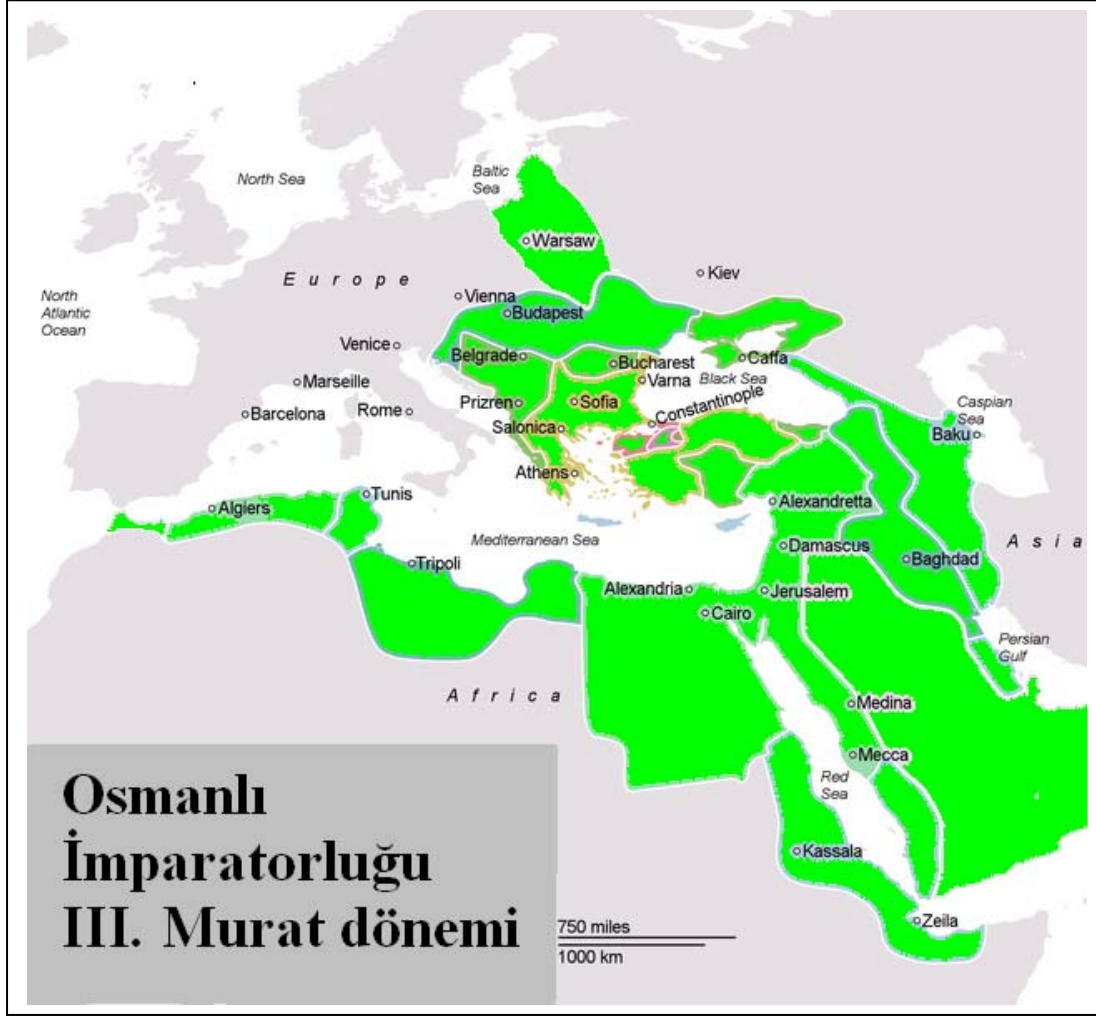 North Sea
Baltic
Sea
Warsaw
Kiev
Europe
North
Atlantic
Ocean
Vienna
Budapest
Venice
Belgrade
Bucharest
Caffa
Varna
Black Sea
Marseille
Prizren
Sofia
Constantinople
Caspian
Sea
Barcelona
Rome
Salonica
Baku
Athens
Tunis
Algiers
Alexandretta
Mediterranean Sea
Damascus
Asia
Tripoli
Baghdad
Alexandria
Jerusalem
Cairo
Persian
Gulf
Africa
Medina
Mecca
Red
Sea
Kassala
Zeila
Osmanlı
İmparatorluğu
III. Murat dönemi
750 miles
1000 km